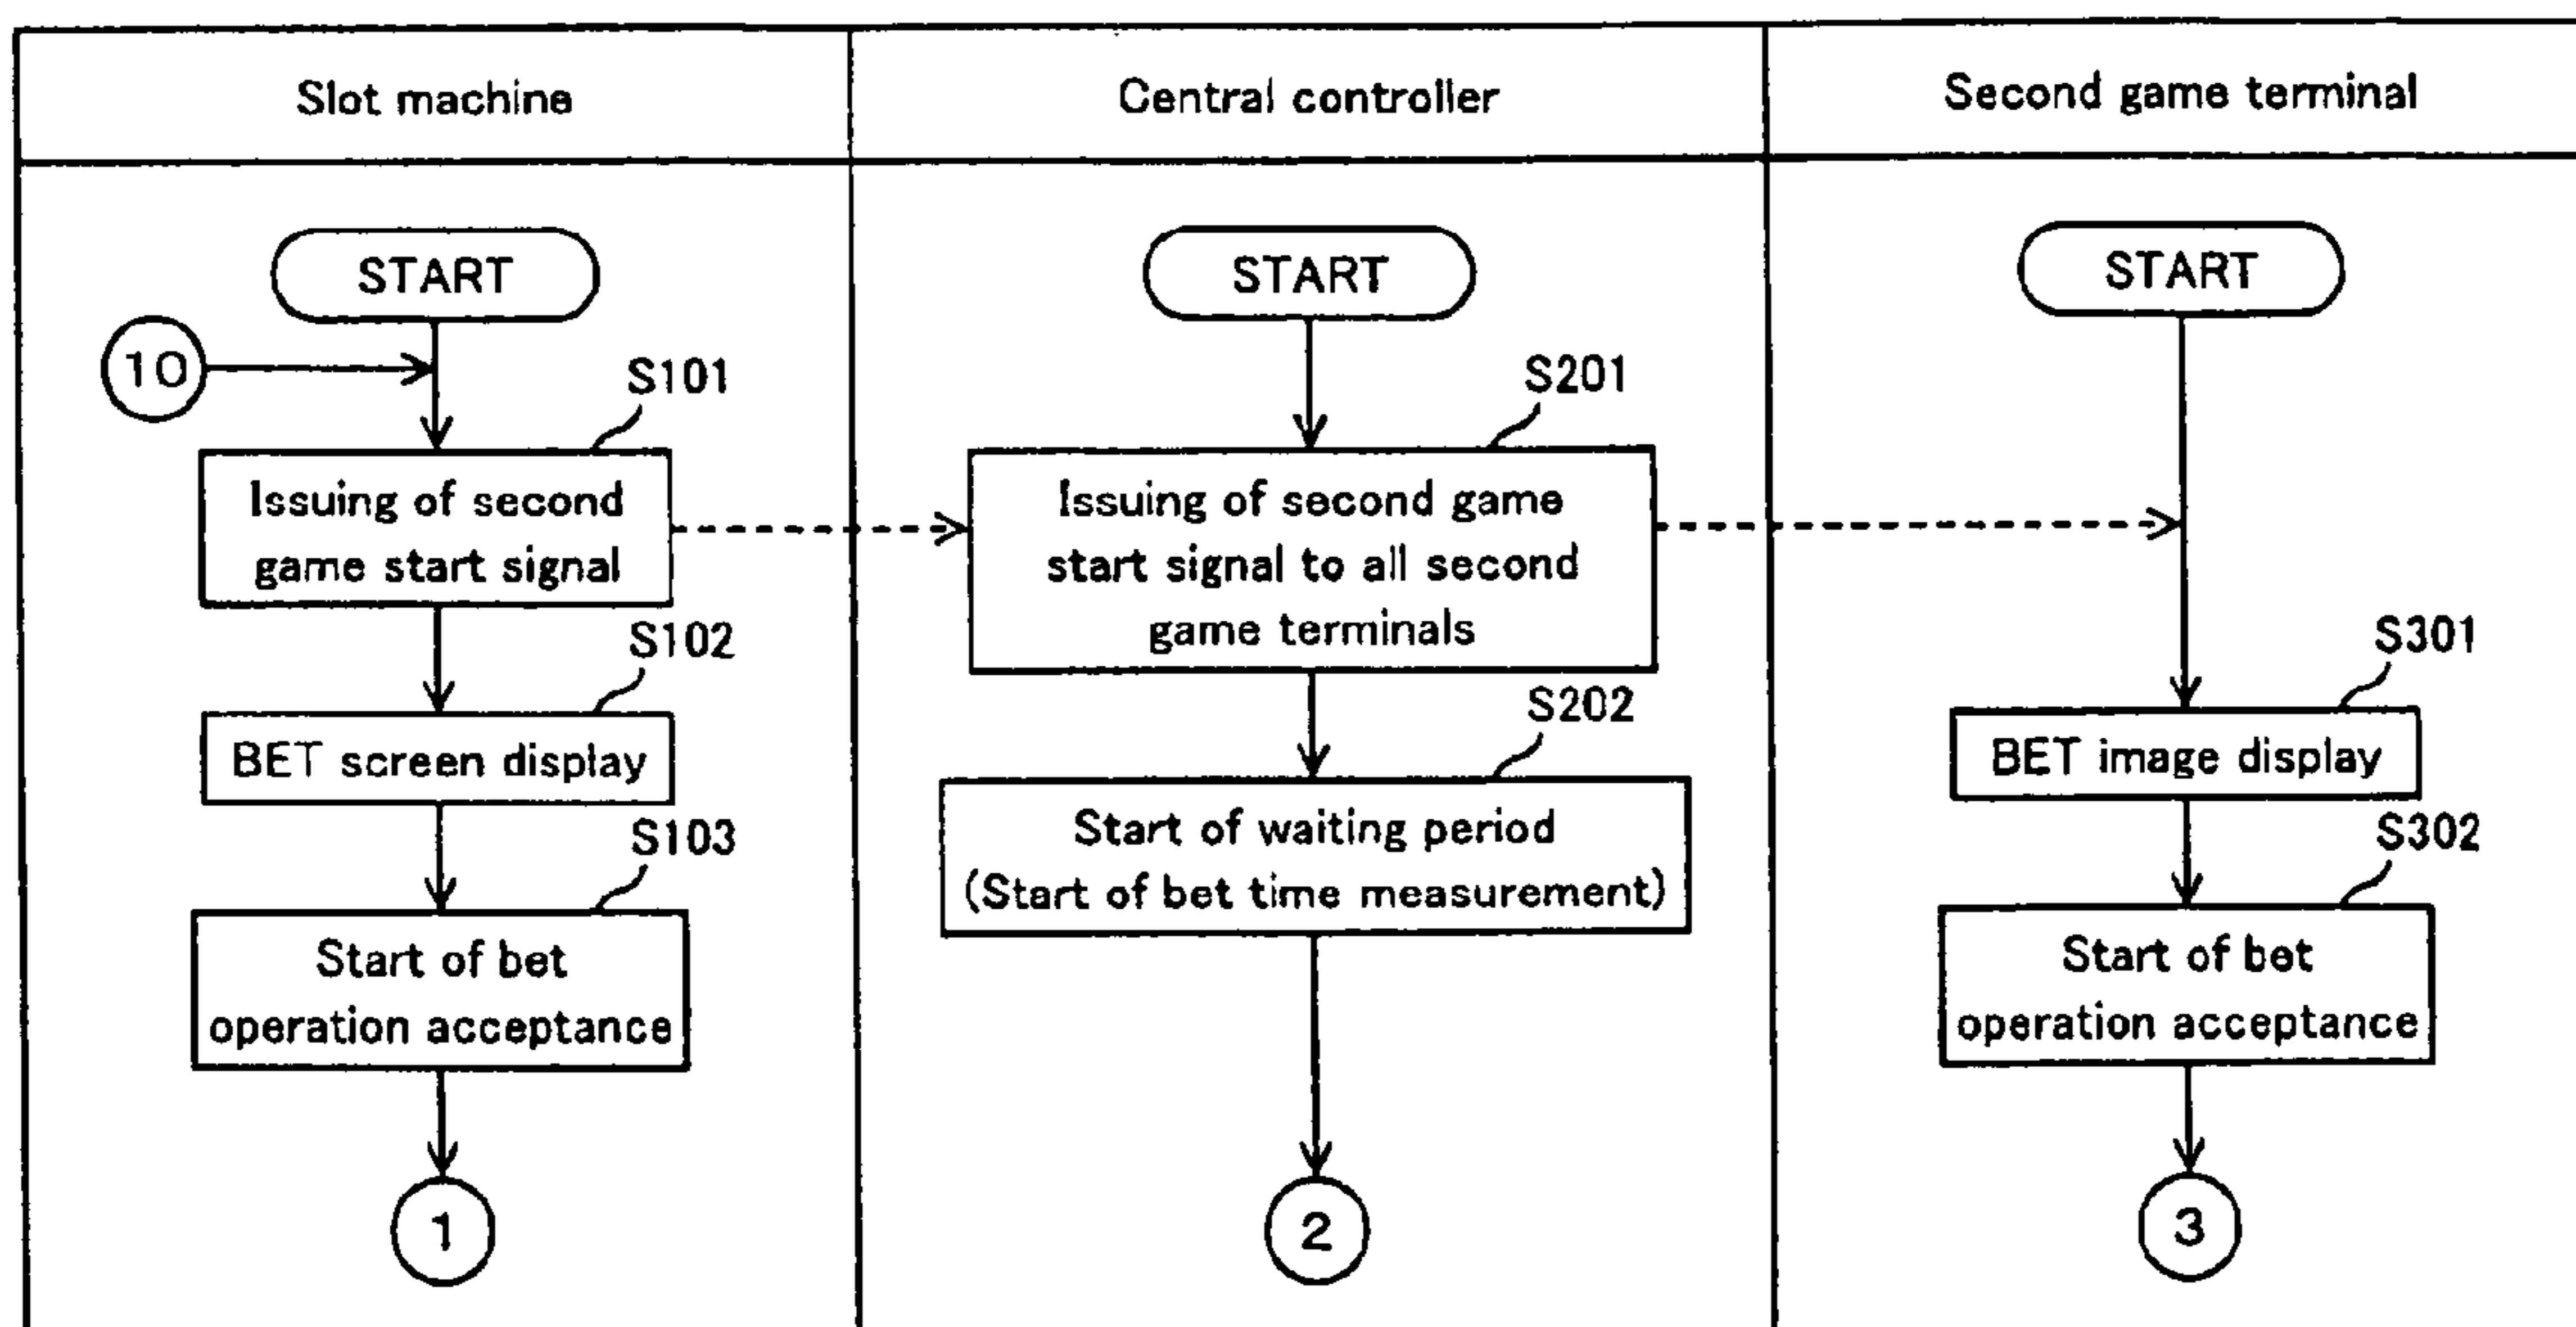 Slot machine
Central controller
Second game terminal
START
START
START
10
S101
S201
Issuing of second
game start signal
Issuing of second game
start signal to all second
game terminals
S102
S202
S301
BET screen display
Start of waiting period
(Start of bet time measurement)
BET image display
S103
S302
Start of bet
operation acceptance
Start of bet
operation acceptance
1
2
3